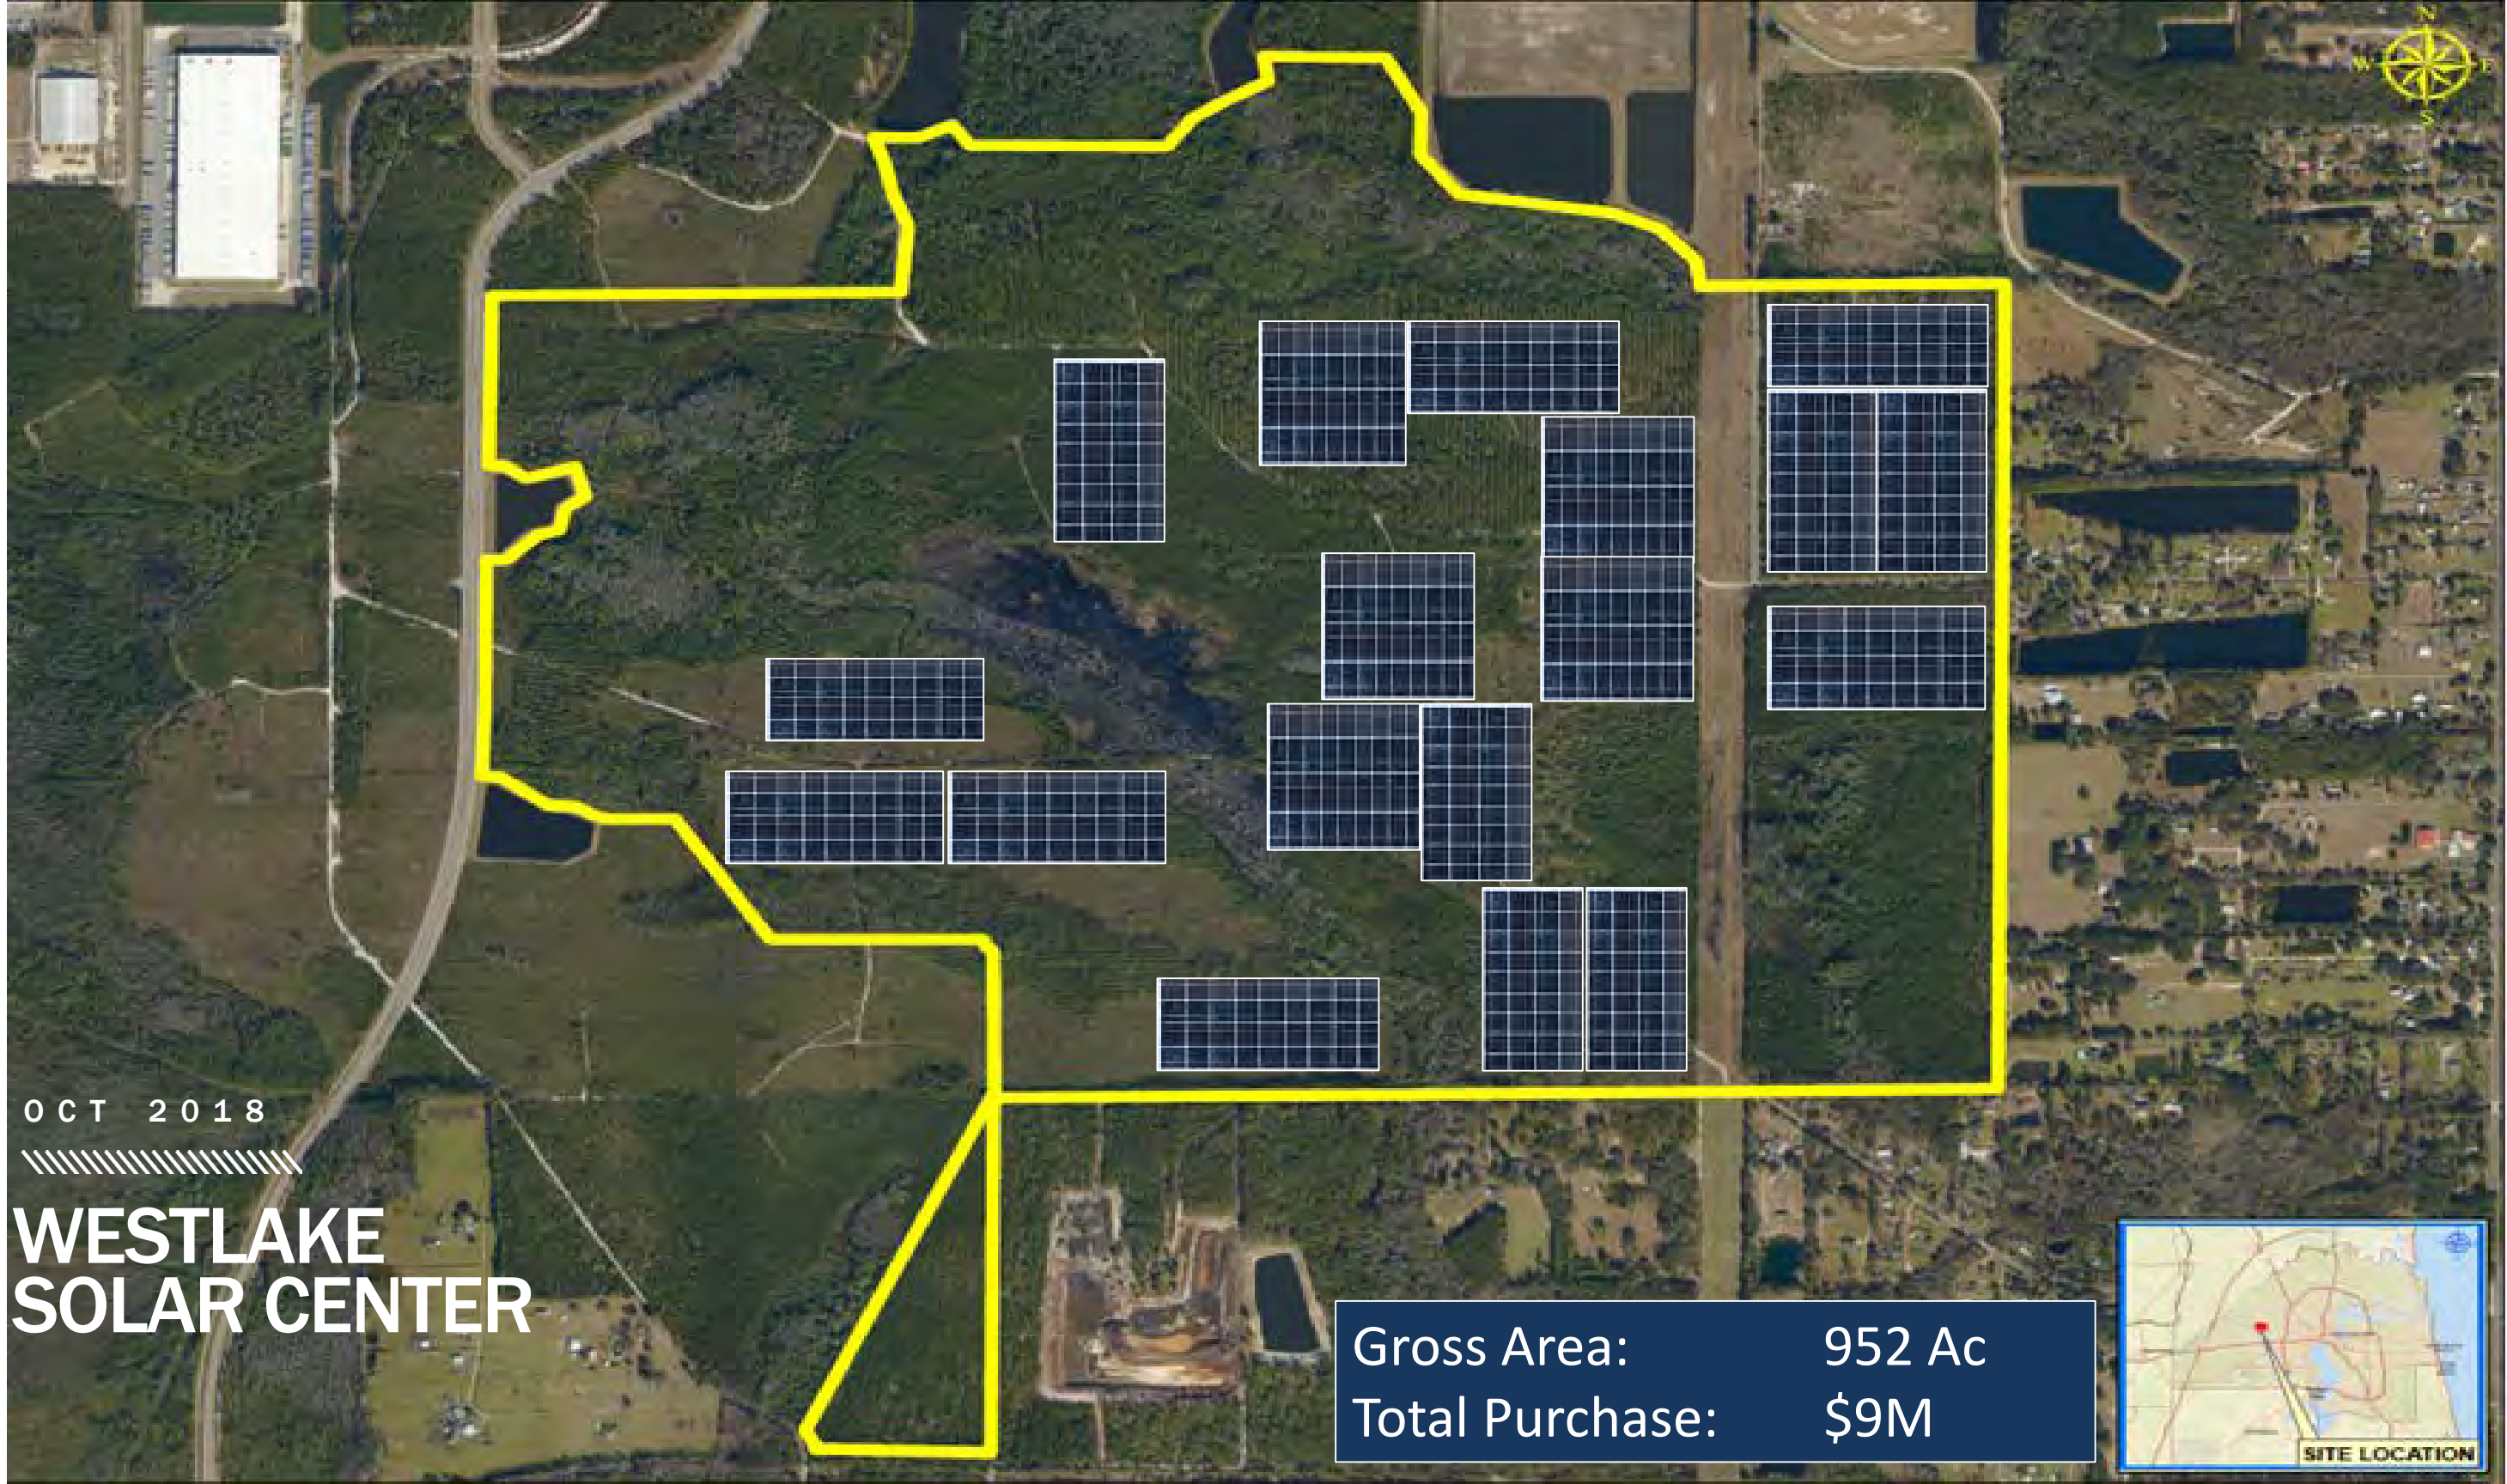 N
W E
S
OCT 2018
WESTLAKE
SOLAR CENTER
Gross Area: 952 Ac
Total Purchase: $9M
SITE LOCATION